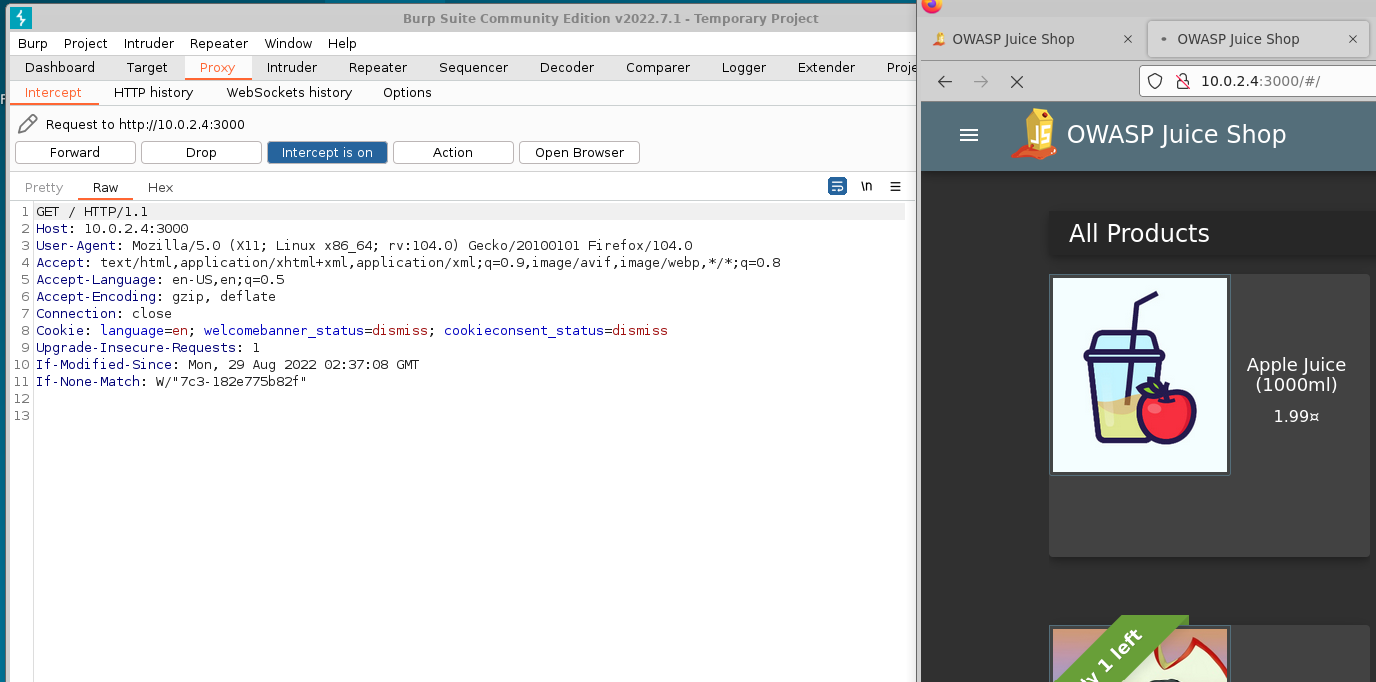 Burp Suite Community Edition v2022.7.1 - Temporary Project
Burp Project Intruder Repeater Window Help
Dashboard Target Proxy Intruder Repeater Sequencer Decoder Comparer Logger Extender Proje
Intercept HTTP history WebSockets history Options
Request to http://10.0.2.4:3000
Forward Drop Intercept is on Action Open Browser
Pretty Raw Hex \n
1 GET / HTTP/1.1
2 Host: 10.0.2.4:3000
3 User-Agent: Mozilla/5.0 (X11; Linux x86_64; rv:104.0) Gecko/20100101 Firefox/104.0
4 Accept: text/html,application/xhtml+xml,application/xml;q=0.9,image/avif,image/webp,*/*;q=0.8
5 Accept-Language: en-US,en;q=0.5
6 Accept-Encoding: gzip, deflate
7 Connection: close
8 Cookie: language=en; welcomebanner_status=dismiss; cookieconsent_status=dismiss
9 Upgrade-Insecure-Requests: 1
10 If-Modified-Since: Mon, 29 Aug 2022 02:37:08 GMT
11 If-None-Match: W/"7c3-182e775b82f"
12
13
OWASP Juice Shop OWASP Juice Shop
10.0.2.4:3000/#/
JS OWASP Juice Shop
All Products
Apple Juice
(1000ml)
1.99¤
ly 1 left